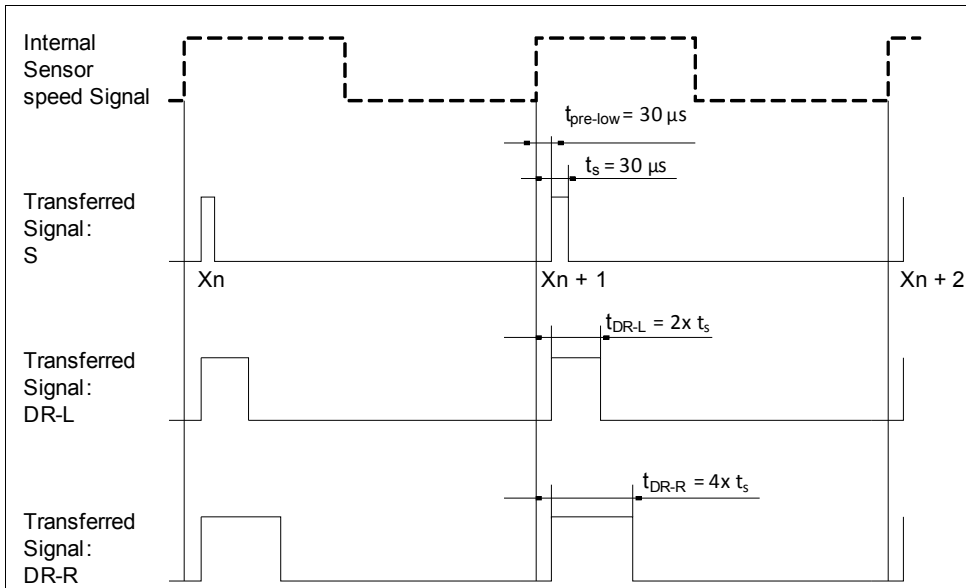 Internal
Sensor
speed Signal
tpre-low = 30 µs
ts = 30 µs
Transferred
Signal:
S
Xn
Xn + 1
Xn + 2
tDR-L = 2x ts
Transferred
Signal:
DR-L
tDR-R = 4x ts
Transferred
Signal:
DR-R